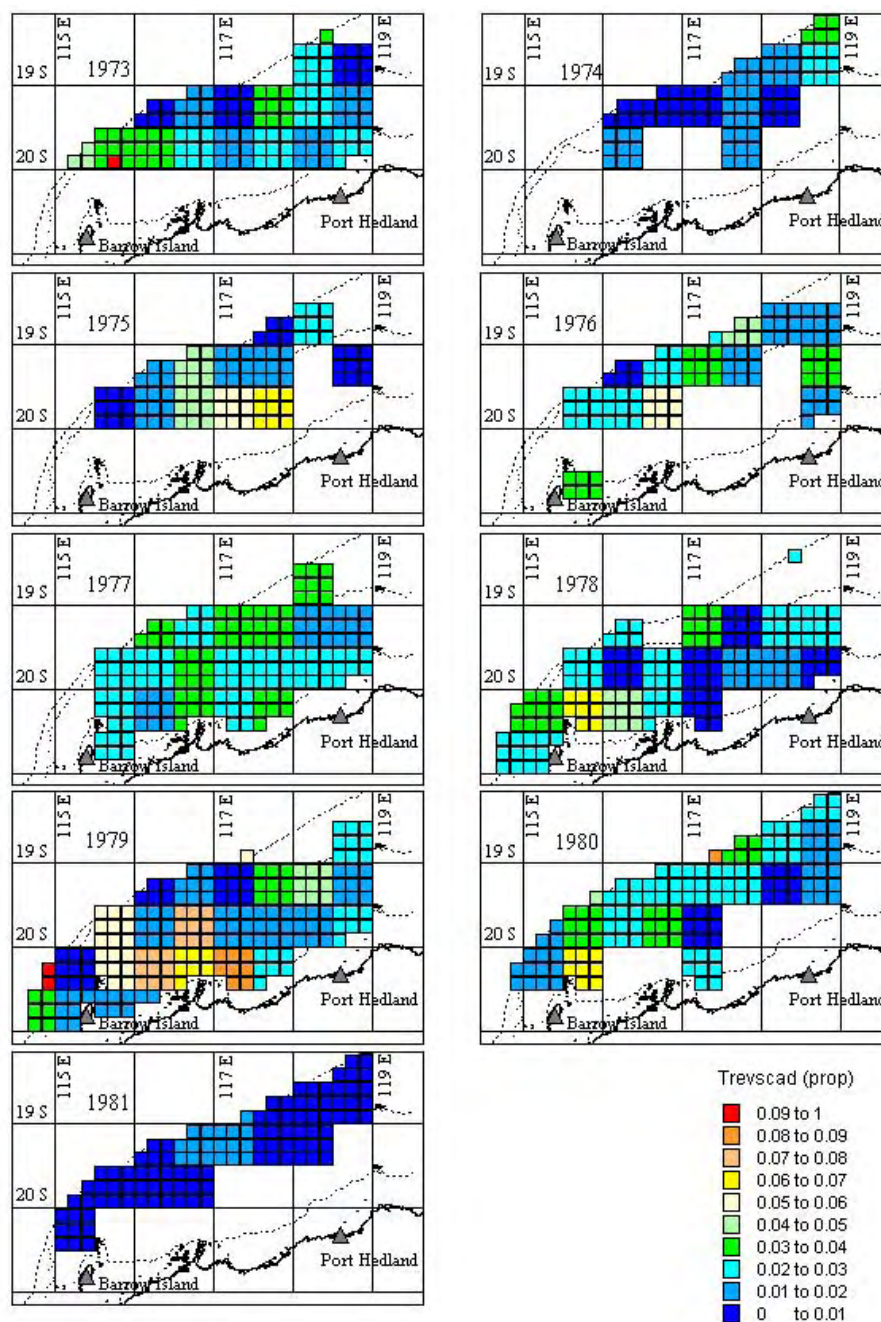 115 E
117 E
119 E
1973
19 S
20 S
Port Hedland
Barrow Island
115 E
117 E
119 E
1974
19 S
20 S
Port Hedland
Barrow Island
115 E
117 E
119 E
1975
19 S
20 S
Port Hedland
Barrow Island
115 E
117 E
119 E
1976
19 S
20 S
Port Hedland
Barrow Island
115 E
117 E
119 E
1977
19 S
20 S
Port Hedland
Barrow Island
115 E
117 E
119 E
1978
19 S
20 S
Port Hedland
Barrow Island
115 E
117 E
119 E
1979
19 S
20 S
Port Hedland
Barrow Island
115 E
117 E
119 E
1980
19 S
20 S
Port Hedland
Barrow Island
115 E
117 E
119 E
1981
19 S
20 S
Port Hedland
Barrow Island
Trevscad (prop)
0.09 to 1
0.08 to 0.09
0.07 to 0.08
0.06 to 0.07
0.05 to 0.06
0.04 to 0.05
0.03 to 0.04
0.02 to 0.03
0.01 to 0.02
0 to 0.01